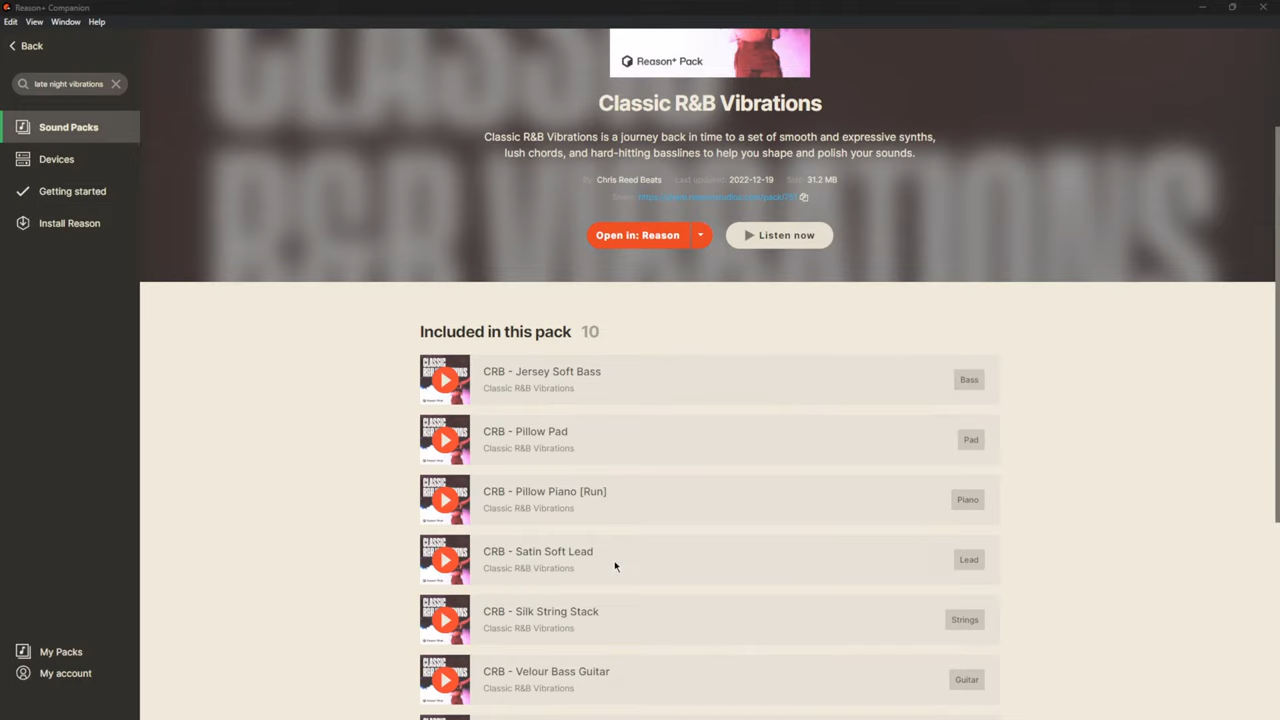 Reason+ Companion
Edit View Window Help
Back
late night vibrations
Sound Packs
Devices
Getting started
Install Reason
My Packs
My account
Reason+ Pack
Classic R&B Vibrations
Classic R&B Vibrations is a journey back in time to a set of smooth and expressive synths,
lush chords, and hard-hitting basslines to help you shape and polish your sounds.
By: Chris Reed Beats Last updated: 2022-12-19 Size: 31.2 MB
Share:
Open in: Reason
Listen now
Included in this pack 10
CRB - Jersey Soft Bass
Classic R&B Vibrations
Bass
CRB - Pillow Pad
Classic R&B Vibrations
Pad
CRB - Pillow Piano [Run]
Classic R&B Vibrations
Piano
CRB - Satin Soft Lead
Classic R&B Vibrations
Lead
CRB - Silk String Stack
Classic R&B Vibrations
Strings
CRB - Velour Bass Guitar
Classic R&B Vibrations
Guitar